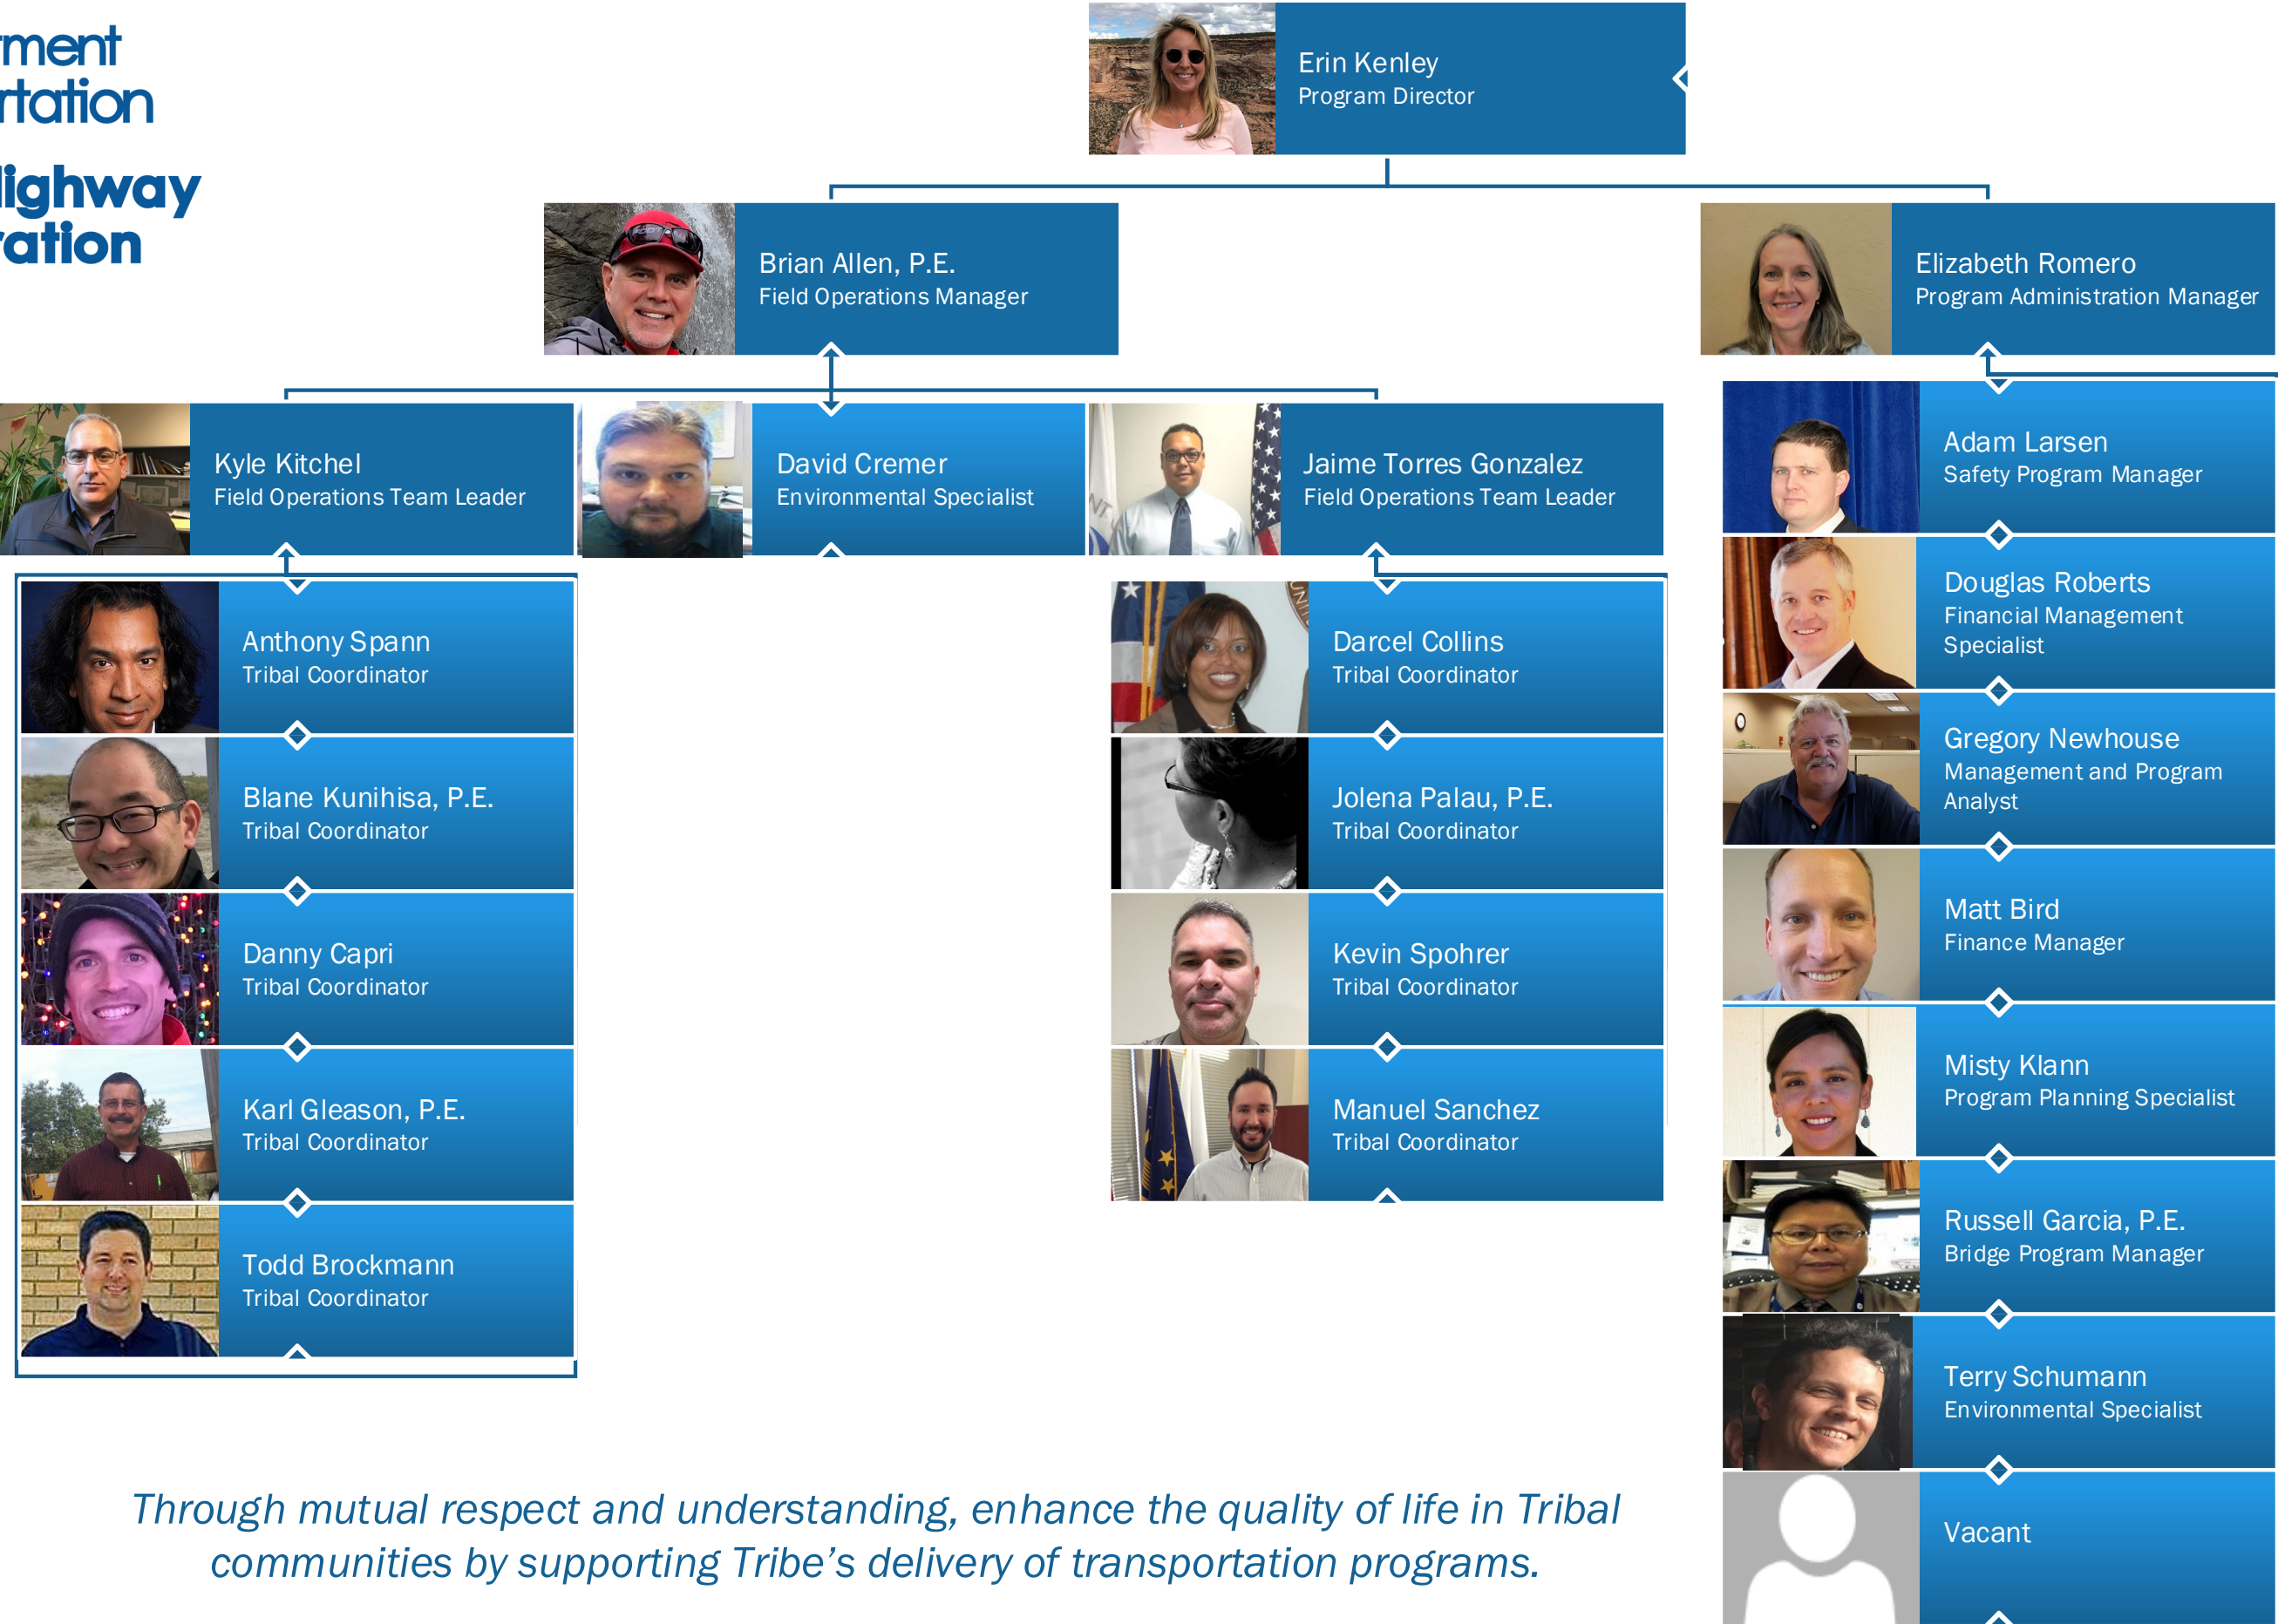 rtment
rtation
Highway
ration
Erin Kenley
Program Director
Brian Allen, P.E.
Field Operations Manager
Elizabeth Romero
Program Administration Manager
Kyle Kitchel
Field Operations Team Leader
David Cremer
Environmental Specialist
Jaime Torres Gonzalez
Field Operations Team Leader
Anthony Spann
Tribal Coordinator
Blane Kunihisa, P.E.
Tribal Coordinator
Danny Capri
Tribal Coordinator
Karl Gleason, P.E.
Tribal Coordinator
Todd Brockmann
Tribal Coordinator
Darcel Collins
Tribal Coordinator
Jolena Palau, P.E.
Tribal Coordinator
Kevin Spohrer
Tribal Coordinator
Manuel Sanchez
Tribal Coordinator
Adam Larsen
Safety Program Manager
Douglas Roberts
Financial Management
Specialist
Gregory Newhouse
Management and Program
Analyst
Matt Bird
Finance Manager
Misty Klann
Program Planning Specialist
Russell Garcia, P.E.
Bridge Program Manager
Terry Schumann
Environmental Specialist
Vacant
Through mutual respect and understanding, enhance the quality of life in Tribal
communities by supporting Tribe’s delivery of transportation programs.